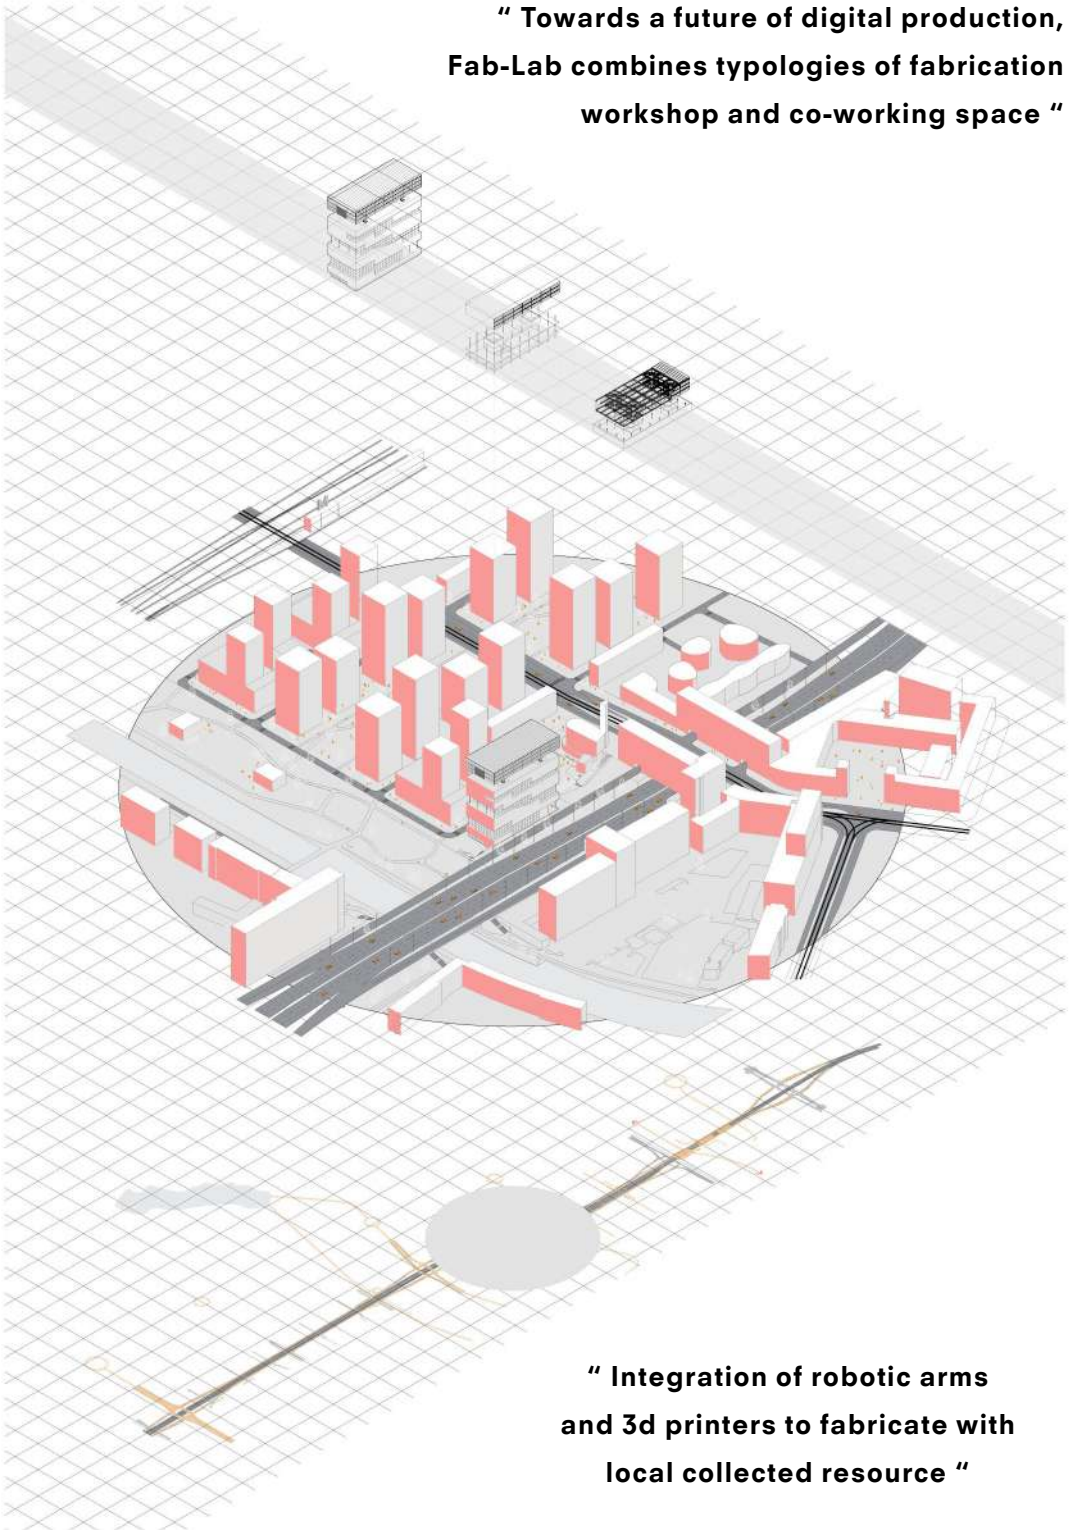 “ Towards a future of digital production,
Fab-Lab combines typologies of fabrication
workshop and co-working space “
M
“ Integration of robotic arms
and 3d printers to fabricate with
local collected resource “